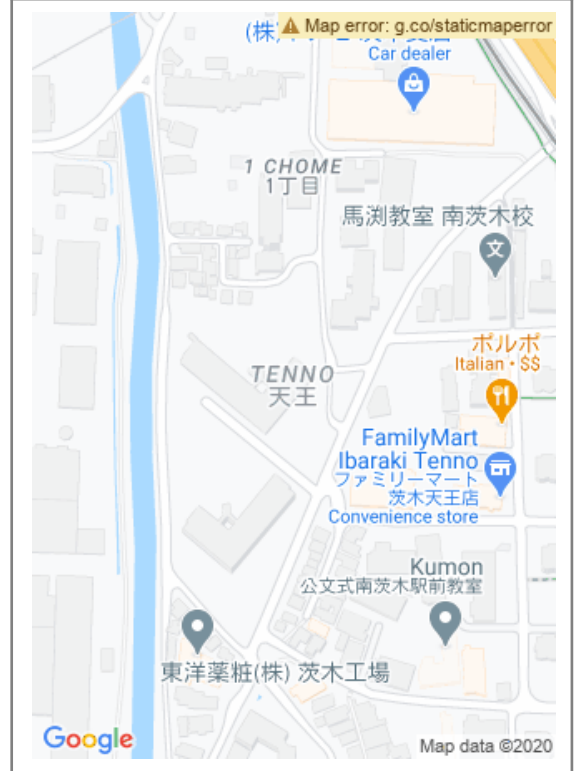 Map error: g.co/staticmaperror
(株)
Car dealer
1 CHOME
1丁目
馬渕教室 南茨木校
ポルポ
Italian • $$
TENNO
天王
FamilyMart
Ibaraki Tenno
ファミリーマート
茨木天王店
Convenience store
Kumon
公文式南茨木駅前教室
東洋薬粧(株) 茨木工場
Google
Map data ©2020